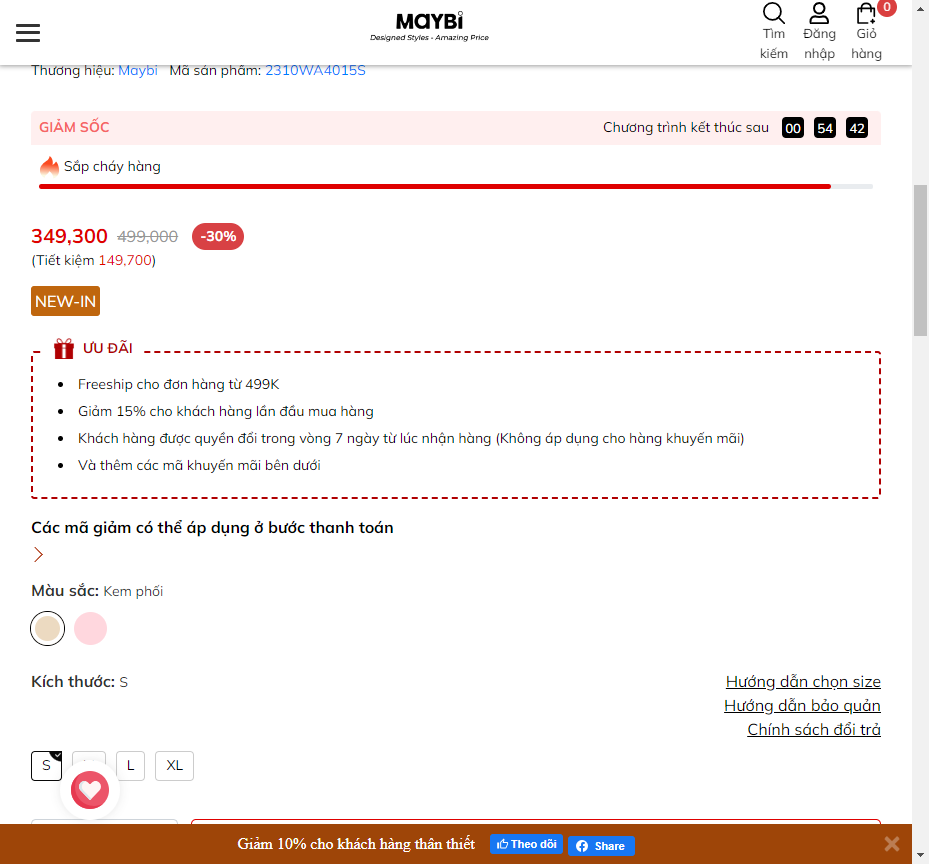 MAYBI
Designed Styles - Amazing Price
Tìm kiếm
Đăng nhập
Giỏ hàng
0
Thương hiệu: Maybi Mã sản phẩm: 2310WA4015S
GIẢM SỐC
Chương trình kết thúc sau 00 54 42
Sắp cháy hàng
349,300 499,000 -30%
(Tiết kiệm 149,700)
NEW-IN
ƯU ĐÃI
Freeship cho đơn hàng từ 499K
Giảm 15% cho khách hàng lần đầu mua hàng
Khách hàng được quyền đổi trong vòng 7 ngày từ lúc nhận hàng (Không áp dụng cho hàng khuyến mãi)
Và thêm các mã khuyến mãi bên dưới
Các mã giảm có thể áp dụng ở bước thanh toán
Màu sắc: Kem phối
Kích thước: S
Hướng dẫn chọn size
Hướng dẫn bảo quản
Chính sách đổi trả
S L XL
Giảm 10% cho khách hàng thân thiết Theo dõi Share